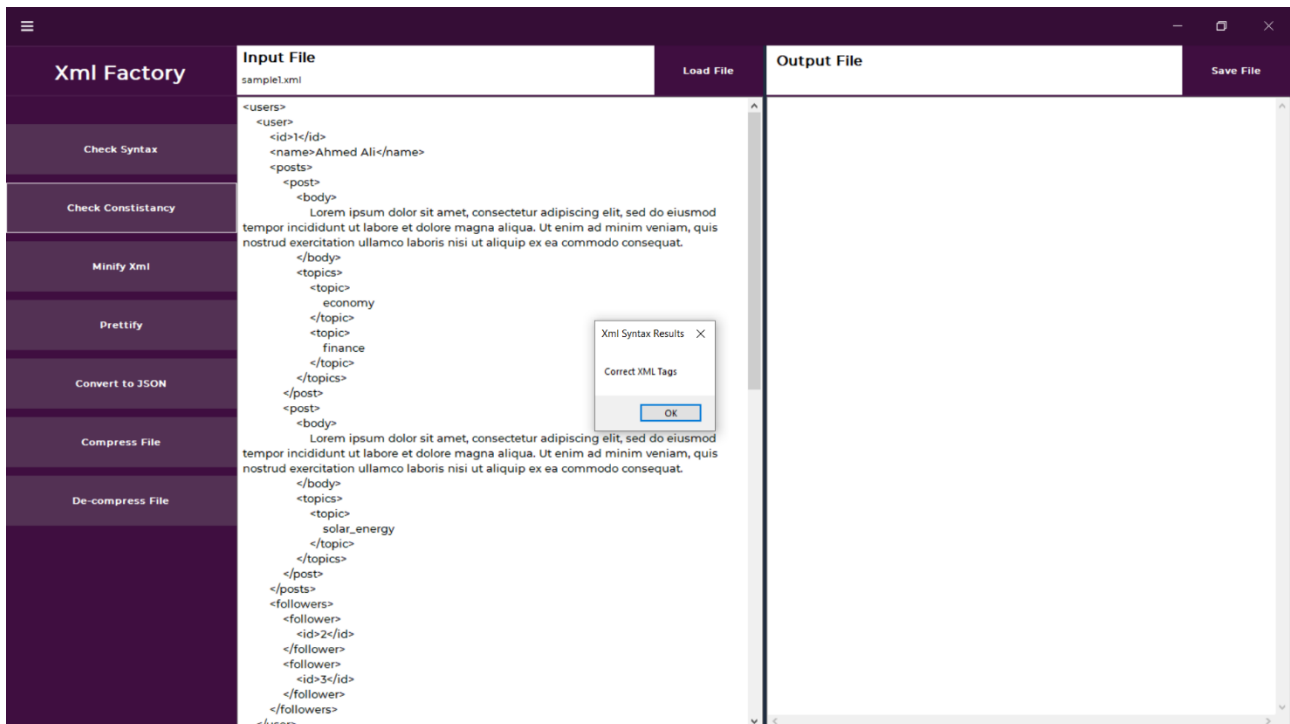 Xml Factory
Check Syntax
Check Constistancy
Minify Xml
Prettify
Convert to JSON
Compress File
De-compress File
Input File
sample1.xml
Load File
<users>
<user>
<id>1</id>
<name>Ahmed Ali</name>
<posts>
<post>
<body>
Lorem ipsum dolor sit amet, consectetur adipiscing elit, sed do eiusmod
tempor incididunt ut labore et dolore magna aliqua. Ut enim ad minim veniam, quis
nostrud exercitation ullamco laboris nisi ut aliquip ex ea commodo consequat.
</body>
<topics>
<topic>
economy
</topic>
<topic>
finance
</topic>
</topics>
</post>
<post>
<body>
Lorem ipsum dolor sit amet, consectetur adipiscing elit, sed do eiusmod
tempor incididunt ut labore et dolore magna aliqua. Ut enim ad minim veniam, quis
nostrud exercitation ullamco laboris nisi ut aliquip ex ea commodo consequat.
</body>
<topics>
<topic>
solar_energy
</topic>
</topics>
</post>
</posts>
<followers>
<follower>
<id>2</id>
</follower>
<follower>
<id>3</id>
</follower>
</followers>
</user>
Xml Syntax Results
Correct XML Tags
OK
Output File
Save File